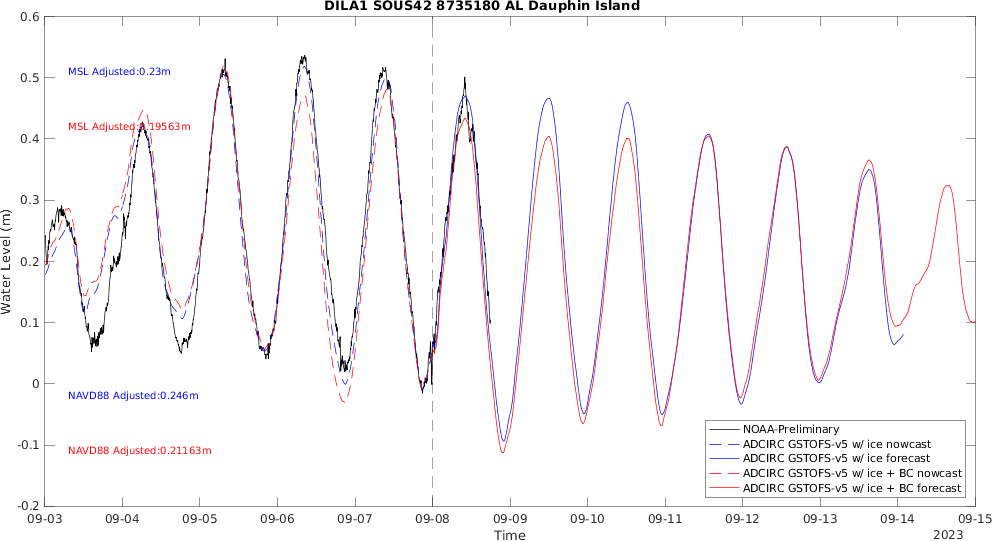 DILA1 SOUS42 8735180 AL Dauphin Island
0.6
0.5
0.4
0.3
0.2
0.1
0
-0.1
-0.2
Water Level (m)
MSL Adjusted:0.23m
MSL Adjusted:0.19563m
NAVD88 Adjusted:0.246m
NAVD88 Adjusted:0.21163m
NOAA-Preliminary
ADCIRC GSTOFS-v5 w/ ice nowcast
ADCIRC GSTOFS-v5 w/ ice forecast
ADCIRC GSTOFS-v5 w/ ice + BC nowcast
ADCIRC GSTOFS-v5 w/ ice + BC forecast
09-03 09-04 09-05 09-06 09-07 09-08 09-09 09-10 09-11 09-12 09-13 09-14 09-15
Time
2023